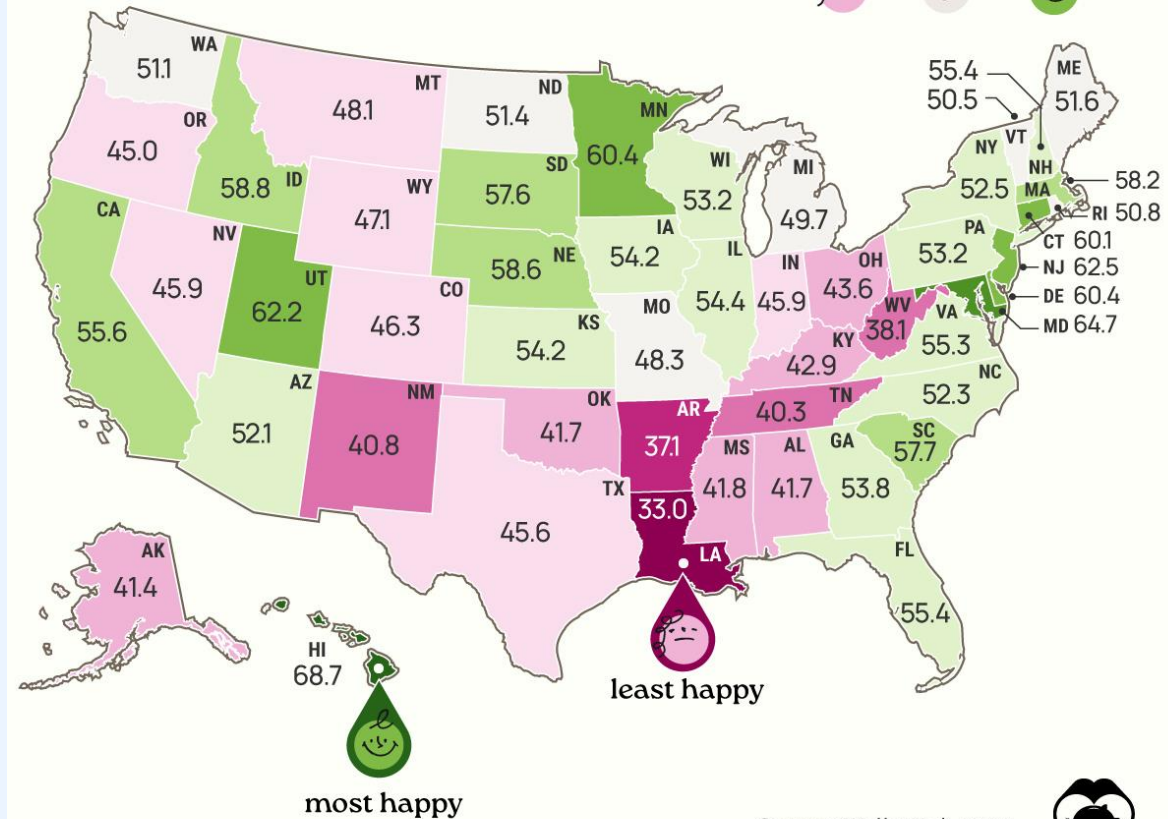 WA
51.1
MT
48.1
ND
51.4
MN
60.4
OR
45.0
ID
58.8
WY
47.1
SD
57.6
WI
53.2
MI
49.7
55.4
50.5
ME
51.6
VT
NH
NY
52.5
MA
58.2
RI 50.8
CT 60.1
NJ 62.5
DE 60.4
MD 64.7
CA
55.6
NV
45.9
UT
62.2
CO
46.3
NE
58.6
IA
54.2
IL
54.4
IN
45.9
OH
43.6
PA
53.2
WV
38.1
VA
55.3
KS
54.2
MO
48.3
KY
42.9
AZ
52.1
NM
40.8
OK
41.7
AR
37.1
TN
40.3
NC
52.3
SC
57.7
MS
41.8
AL
41.7
GA
53.8
TX
45.6
33.0
LA
FL
55.4
AK
41.4
HI
68.7
least happy
most happy